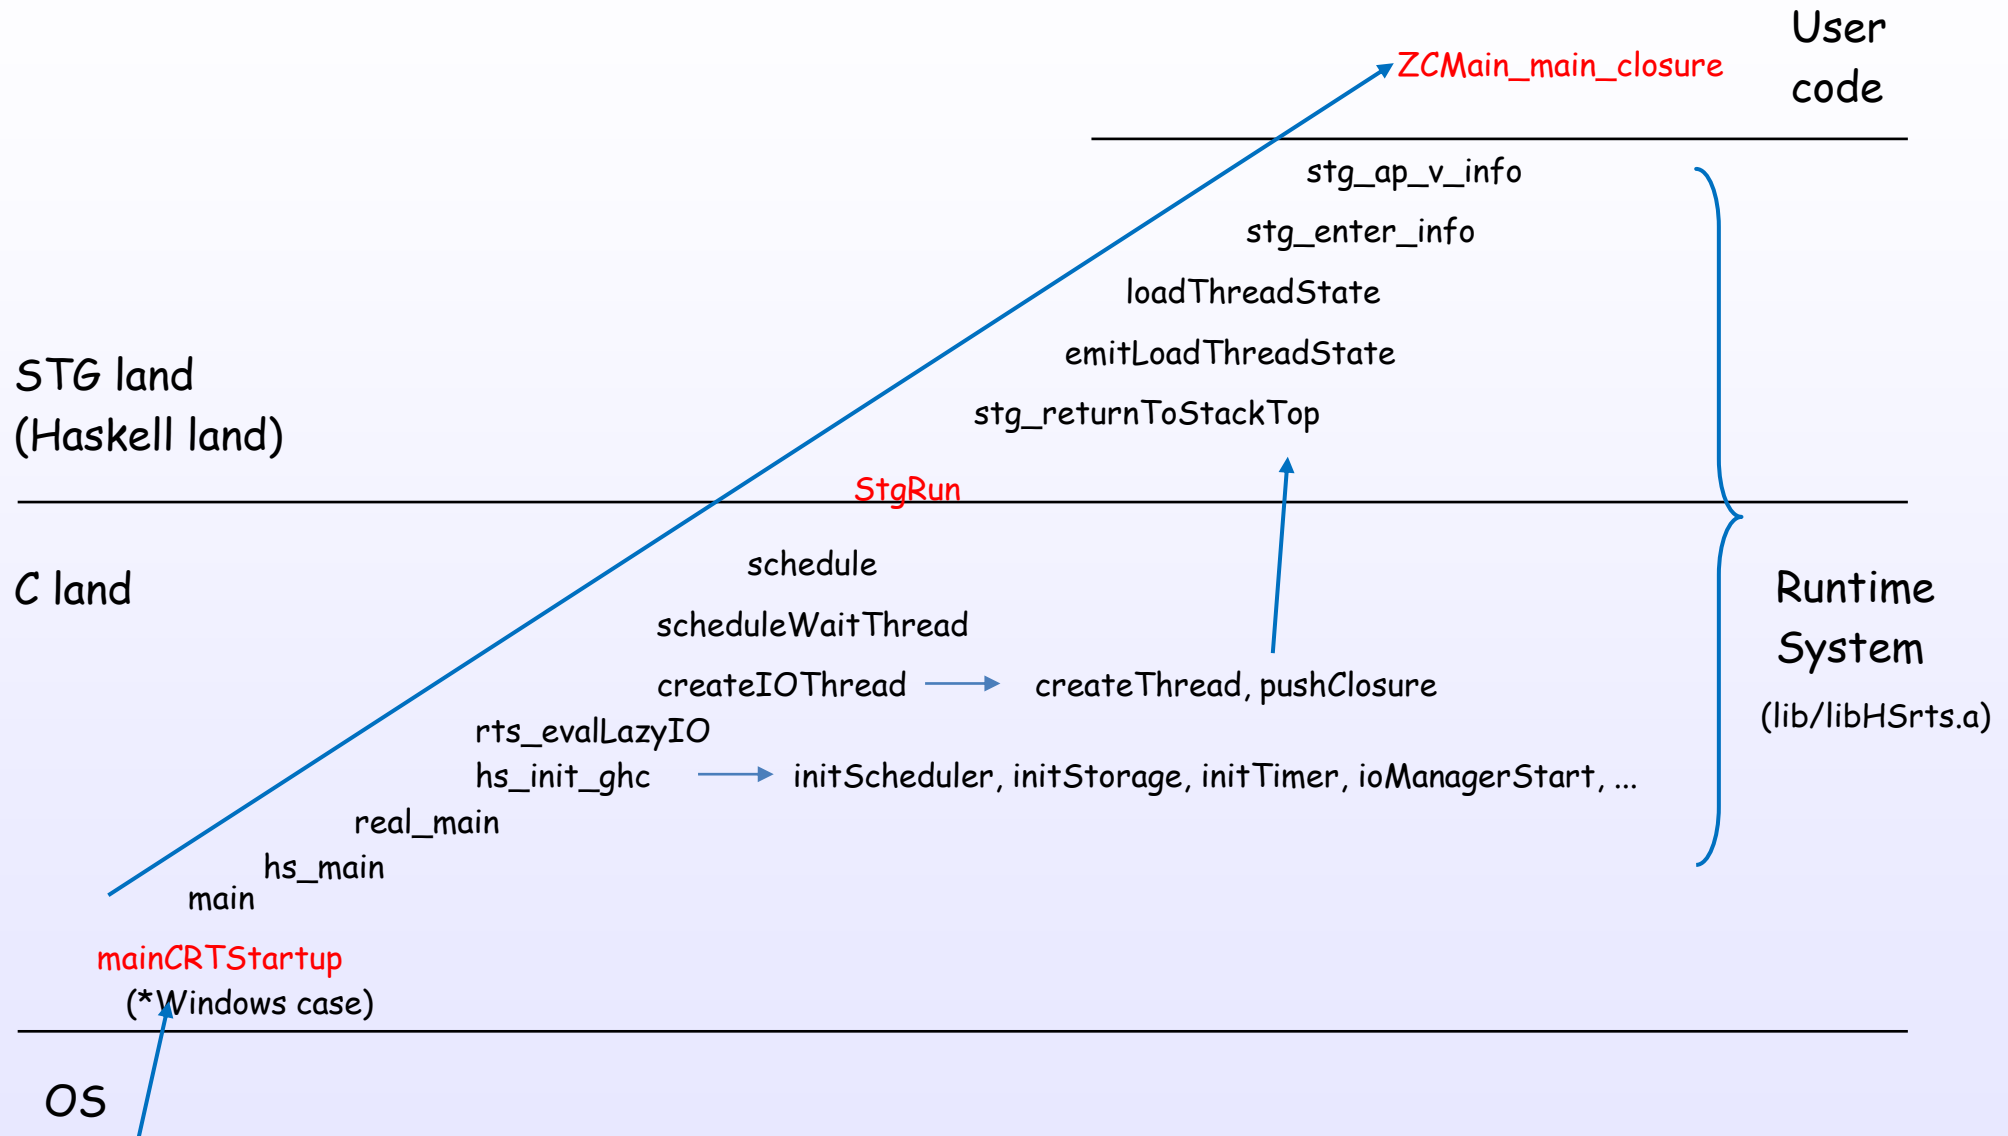 User
code
ZCMain_main_closure
stg_ap_v_info
stg_enter_info
loadThreadState
emitLoadThreadState
stg_returnToStackTop
STG land
(Haskell land)
StgRun
C land
schedule
scheduleWaitThread
createIOThread
createThread, pushClosure
rts_evalLazyIO
hs_init_ghc
initScheduler, initStorage, initTimer, ioManagerStart, ...
real_main
hs_main
main
mainCRTStartup
(*Windows case)
Runtime
System
(lib/libHSrts.a)
OS